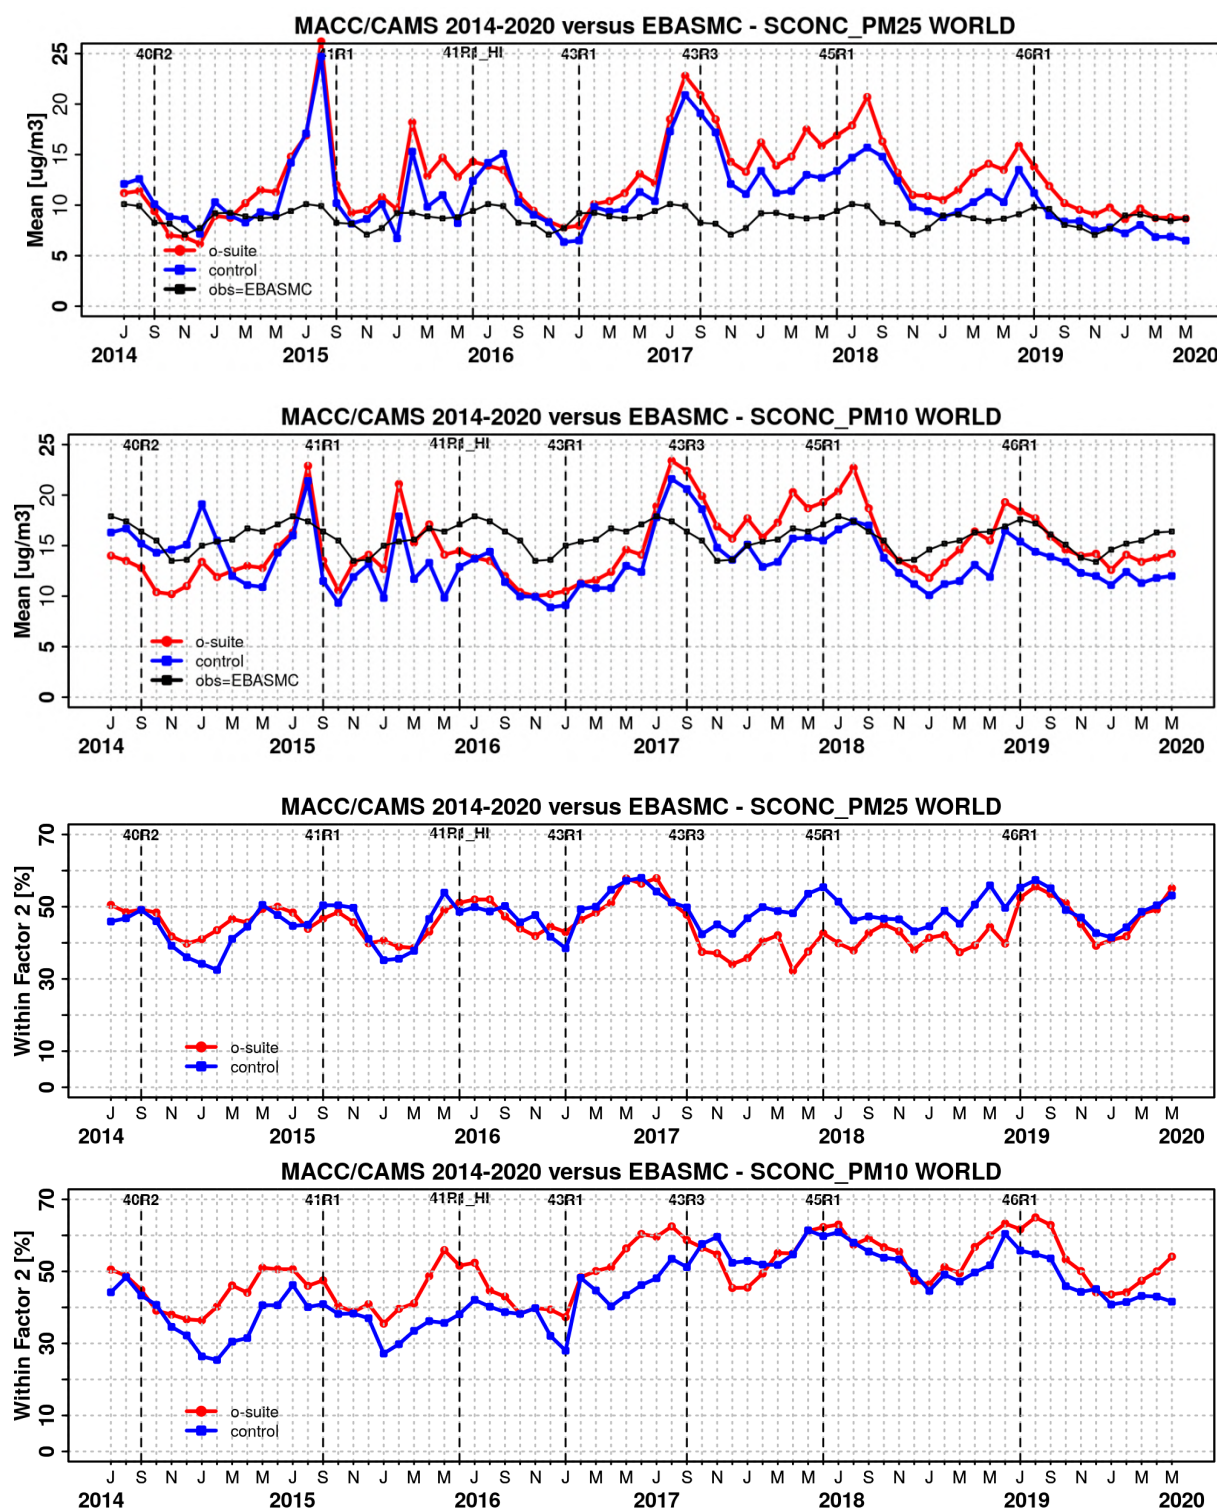 MACC/CAMS 2014-2020 versus EBASMC - SCONC_PM25 WORLD
40R2 41R1 41R1_HI 43R1 43R3 45R1 46R1
Mean [ug/m3]
25
20
15
10
5
0
o-suite
control
obs=EBASMC
J S N J M M J S N J M M J S N J M M J S N J M M J S N J M M J S N J M M
2014 2015 2016 2017 2018 2019 2020
MACC/CAMS 2014-2020 versus EBASMC - SCONC_PM10 WORLD
40R2 41R1 41R1_HI 43R1 43R3 45R1 46R1
Mean [ug/m3]
25
20
15
10
5
0
o-suite
control
obs=EBASMC
J S N J M M J S N J M M J S N J M M J S N J M M J S N J M M J S N J M M
2014 2015 2016 2017 2018 2019 2020
MACC/CAMS 2014-2020 versus EBASMC - SCONC_PM25 WORLD
40R2 41R1 41R1_HI 43R1 43R3 45R1 46R1
Within Factor 2 [%]
70
50
30
10
0
o-suite
control
J S N J M M J S N J M M J S N J M M J S N J M M J S N J M M J S N J M M
2014 2015 2016 2017 2018 2019 2020
MACC/CAMS 2014-2020 versus EBASMC - SCONC_PM10 WORLD
40R2 41R1 41R1_HI 43R1 43R3 45R1 46R1
Within Factor 2 [%]
70
50
30
10
0
o-suite
control
J S N J M M J S N J M M J S N J M M J S N J M M J S N J M M J S N J M M
2014 2015 2016 2017 2018 2019 2020